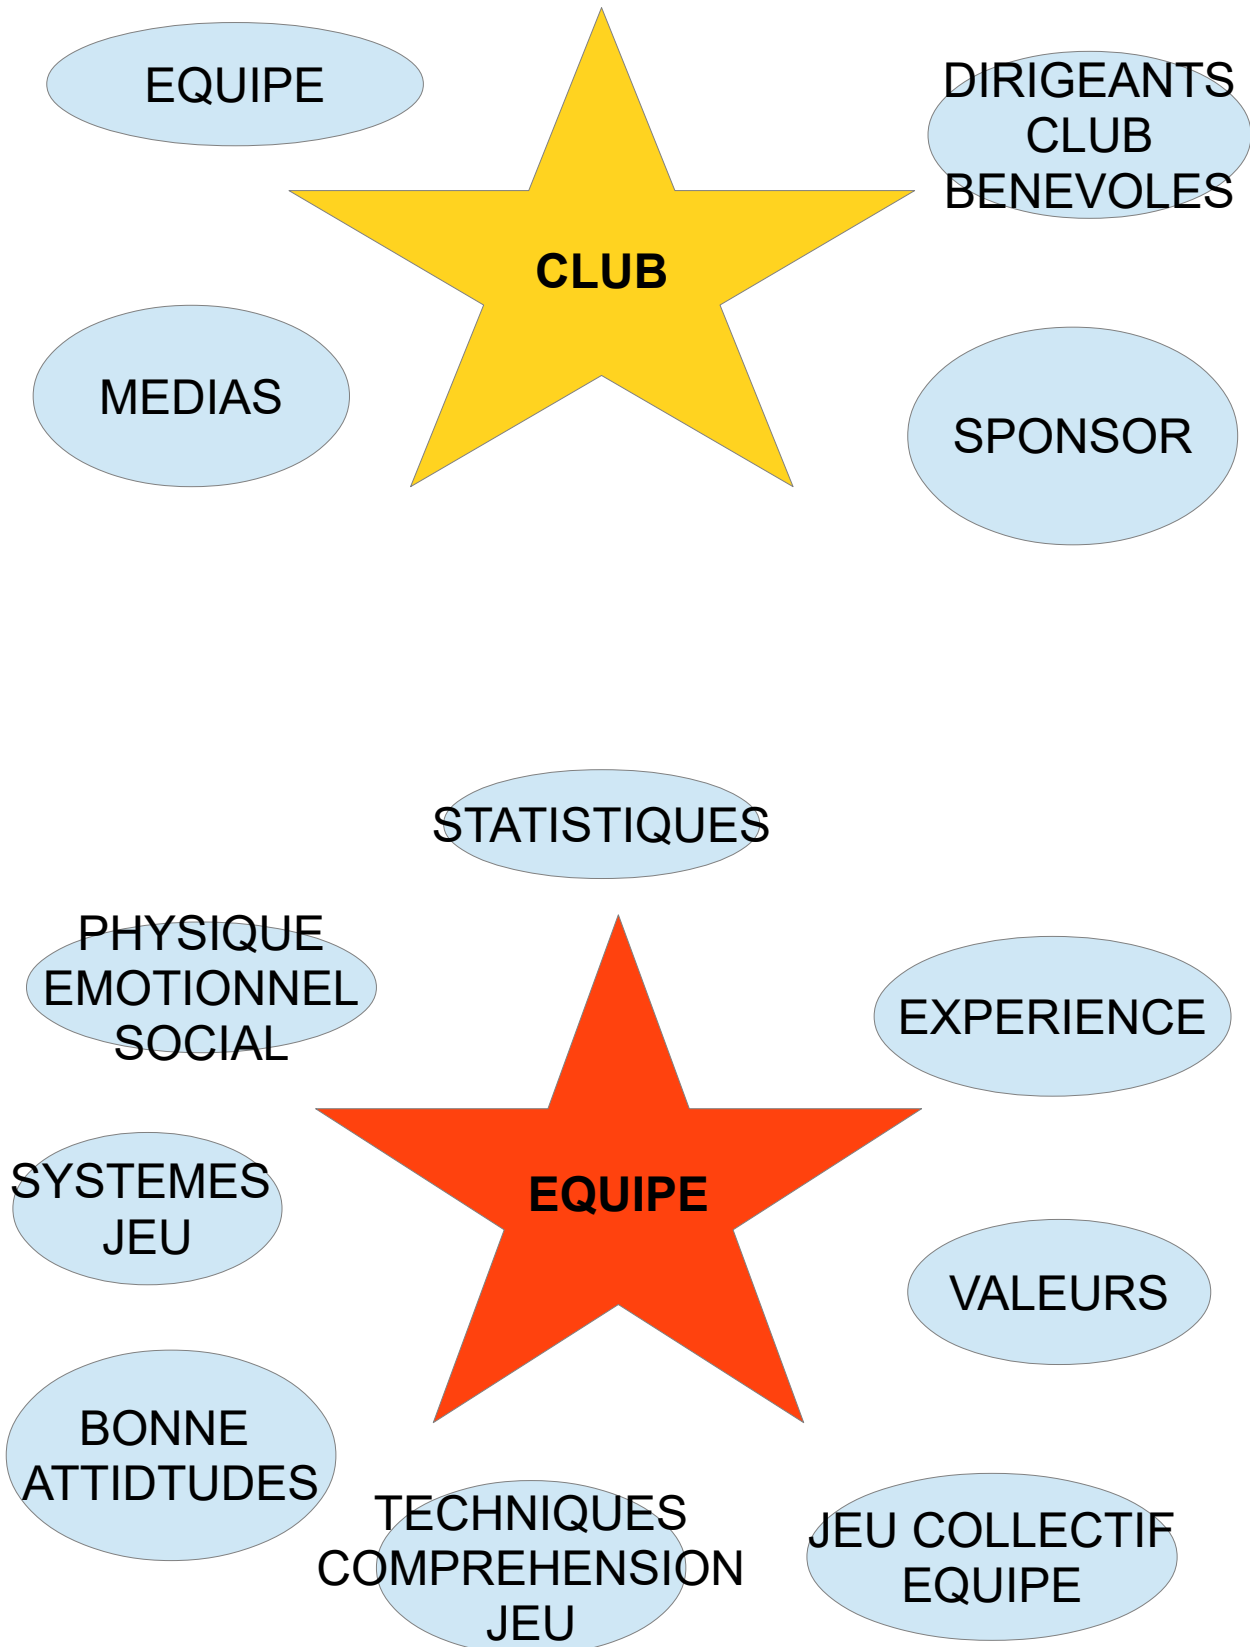 EQUIPE
DIRIGEANTS
CLUB
BENEVOLES
CLUB
MEDIAS
SPONSOR
STATISTIQUES
PHYSIQUE
EMOTIONNEL
SOCIAL
EXPERIENCE
SYSTEMES
JEU
EQUIPE
VALEURS
BONNE
ATTIDTUDES
TECHNIQUES
COMPREHENSION
JEU
JEU COLLECTIF
EQUIPE